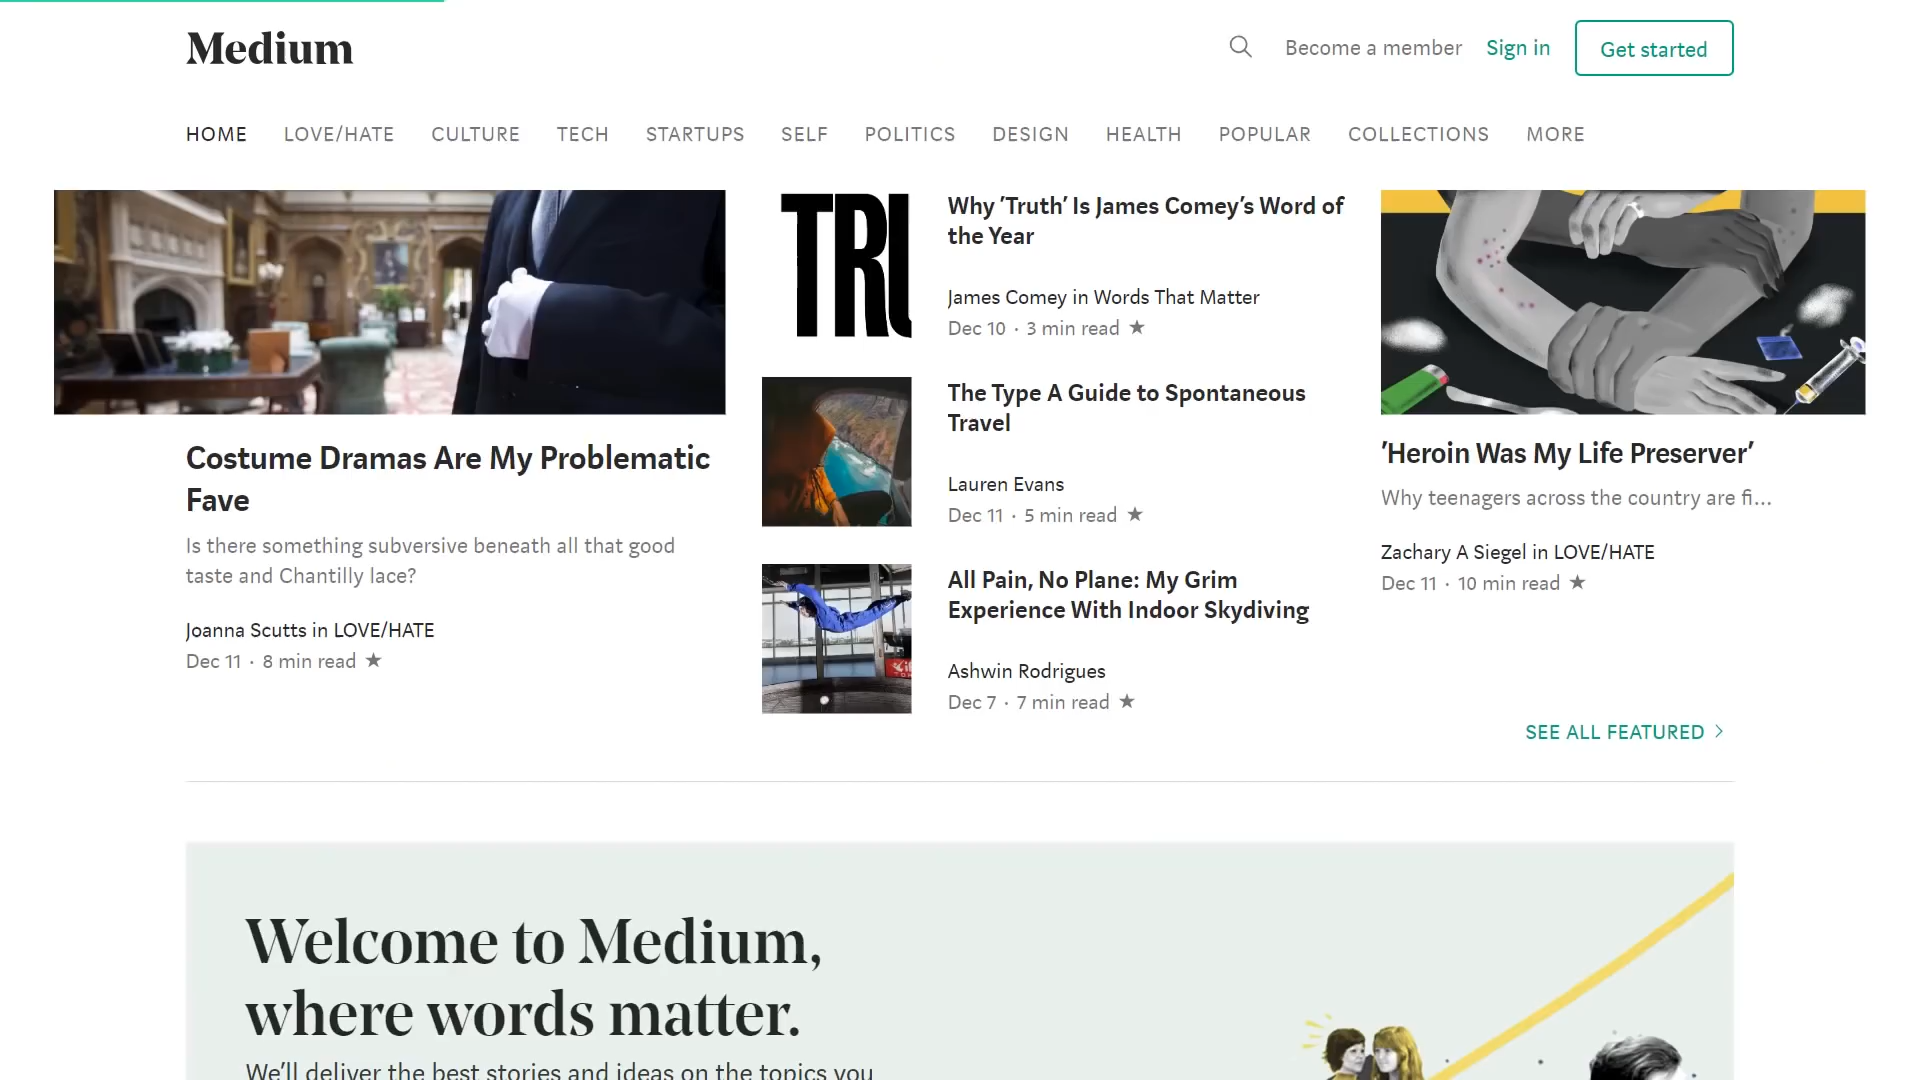 Medium
Become a member
Sign in
Get started
HOME
LOVE/HATE
CULTURE
TECH
STARTUPS
SELF
POLITICS
DESIGN
HEALTH
POPULAR
COLLECTIONS
MORE
Costume Dramas Are My Problematic
Fave
Is there something subversive beneath all that good
taste and Chantilly lace?
Joanna Scutts in LOVE/HATE
Dec 11 · 8 min read ★
TRU
Why ’Truth’ Is James Comey’s Word of
the Year
James Comey in Words That Matter
Dec 10 · 3 min read ★
The Type A Guide to Spontaneous
Travel
Lauren Evans
Dec 11 · 5 min read ★
All Pain, No Plane: My Grim
Experience With Indoor Skydiving
Ashwin Rodrigues
Dec 7 · 7 min read ★
’Heroin Was My Life Preserver’
Why teenagers across the country are fi…
Zachary A Siegel in LOVE/HATE
Dec 11 · 10 min read ★
SEE ALL FEATURED
Welcome to Medium,
where words matter.
We’ll deliver the best stories and ideas on the topics you